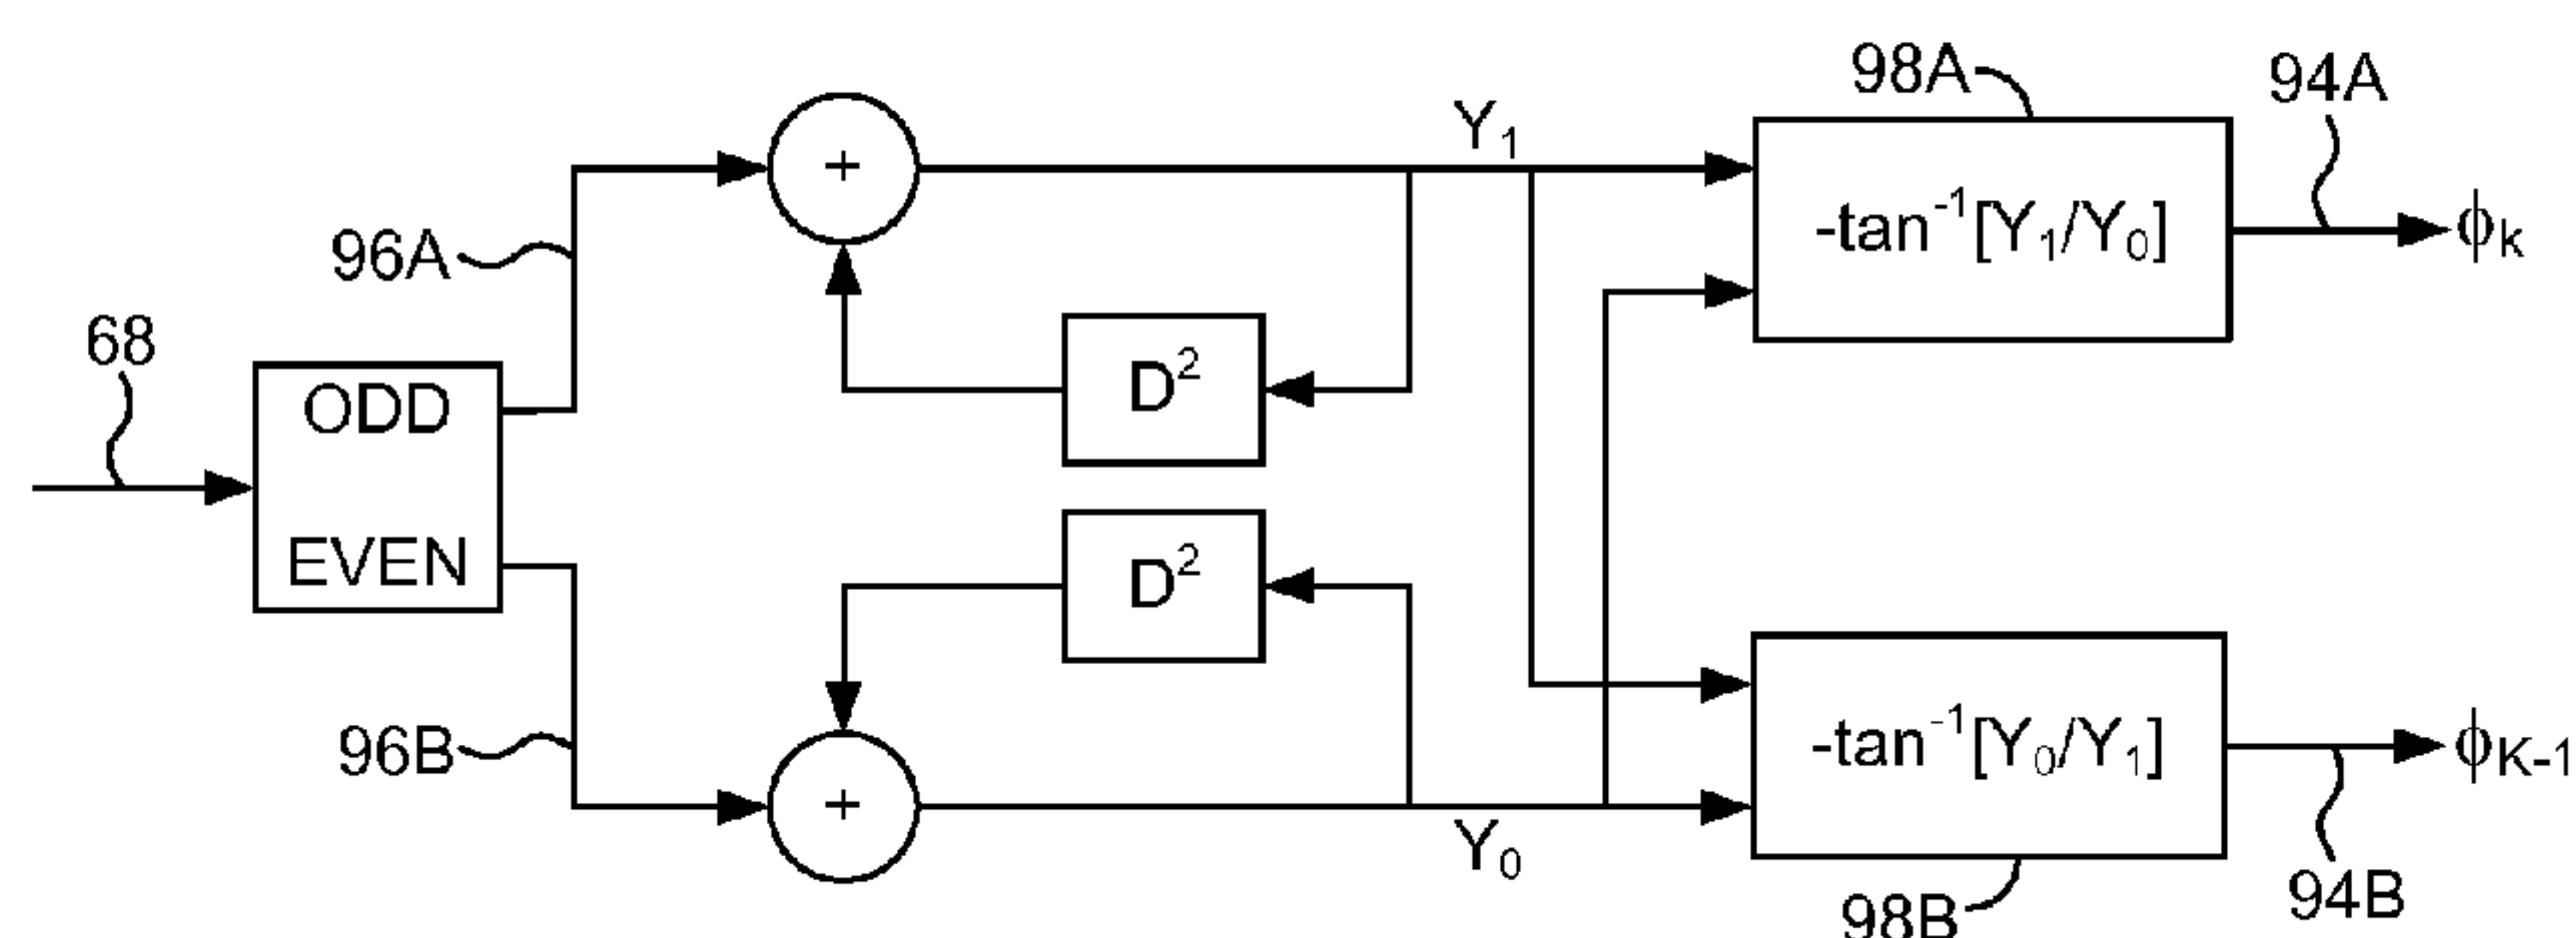 68
ODD
EVEN
96A
96B
+
D²
D²
+
Y₁
Y₀
98A
-tan⁻¹[Y₁/Y₀]
94A
ϕₖ
-tan⁻¹[Y₀/Y₁]
98B
94B
ϕK-1